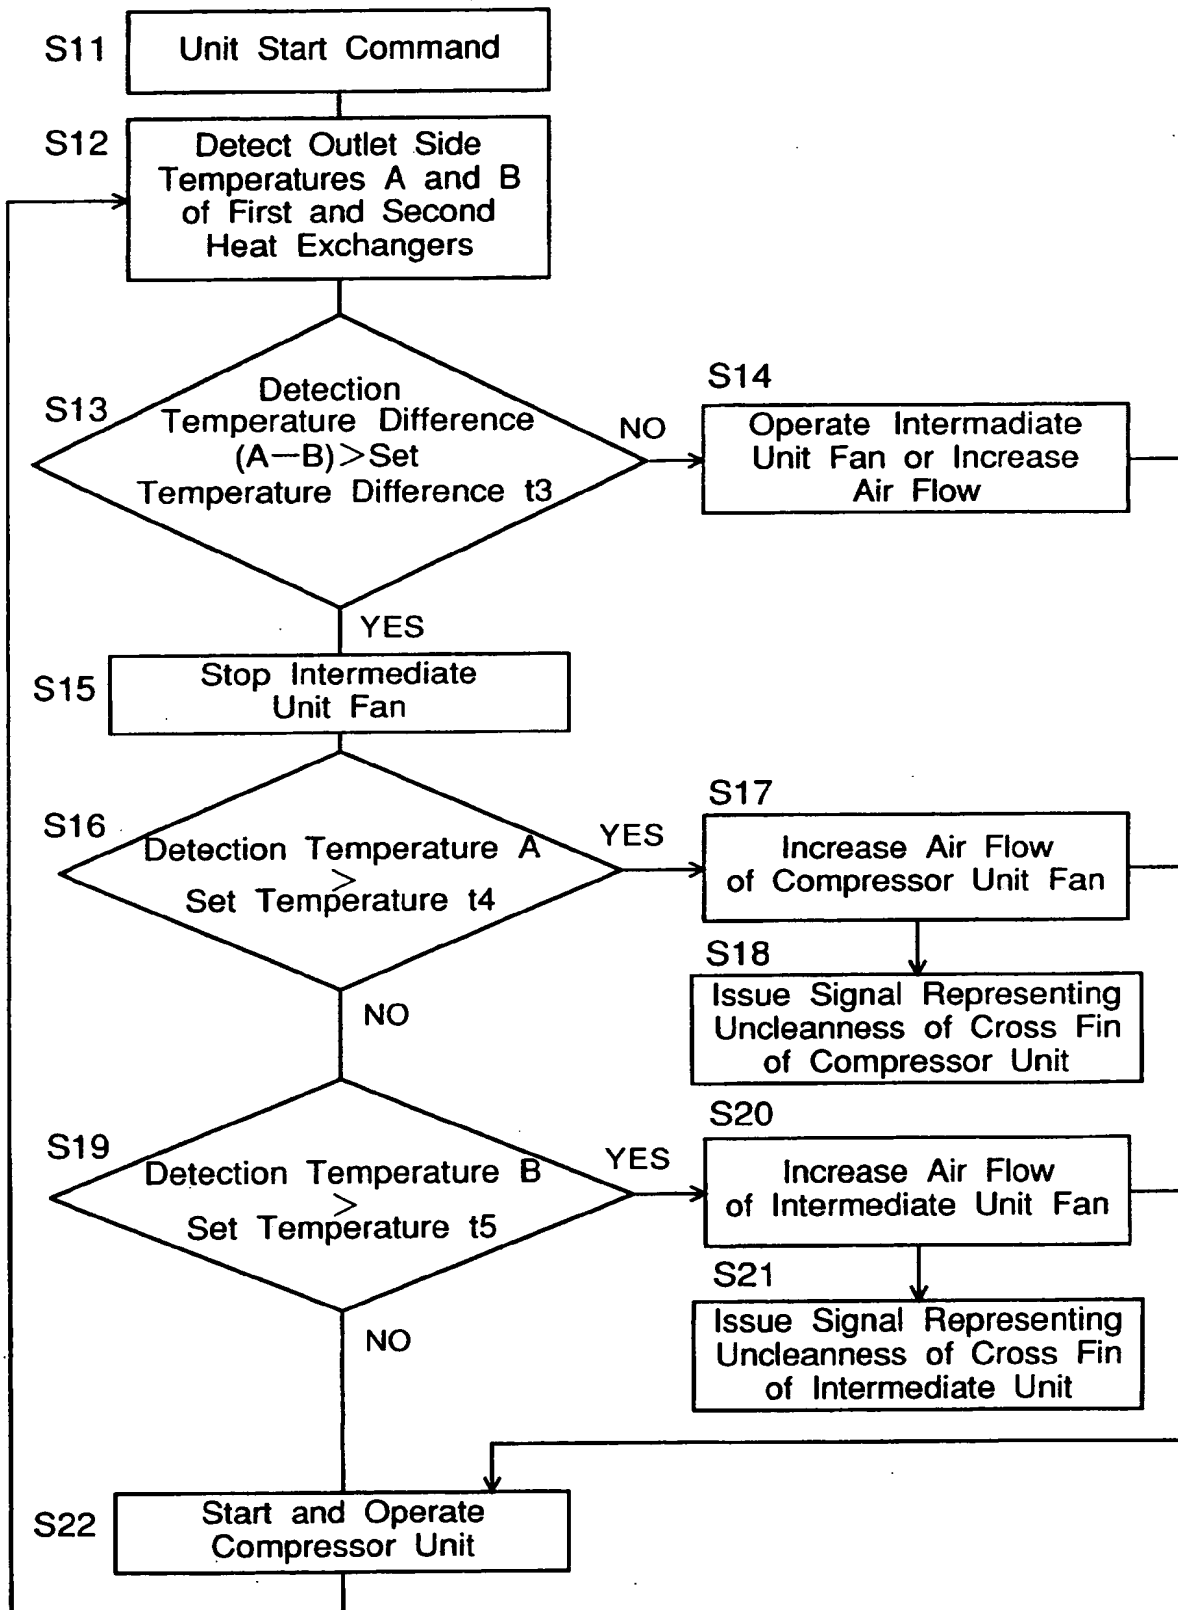 S11
Unit Start Command
S12
Detect Outlet Side
Temperatures A and B
of First and Second
Heat Exchangers
S13
Detection
Temperature Difference
(A—B)>Set
Temperature Difference t3
NO
S14
Operate Intermadiate
Unit Fan or Increase
Air Flow
YES
S15
Stop Intermediate
Unit Fan
S16
Detection Temperature A
>
Set Temperature t4
YES
S17
Increase Air Flow
of Compressor Unit Fan
S18
Issue Signal Representing
Uncleanness of Cross Fin
of Compressor Unit
NO
S19
Detection Temperature B
>
Set Temperature t5
YES
S20
Increase Air Flow
of Intermediate Unit Fan
S21
Issue Signal Representing
Uncleanness of Cross Fin
of Intermediate Unit
NO
S22
Start and Operate
Compressor Unit